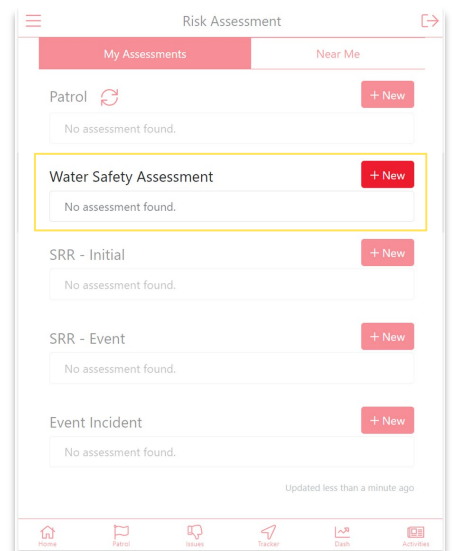 Risk Assessment
My Assessments
Near Me
Patrol
+ New
No assessment found.
Water Safety Assessment
+ New
No assessment found.
SRR - Initial
+ New
No assessment found.
SRR - Event
+ New
No assessment found.
Event Incident
+ New
No assessment found.
Updated less than a minute ago
Home
Patrol
Issues
Tracker
Dash
Activities